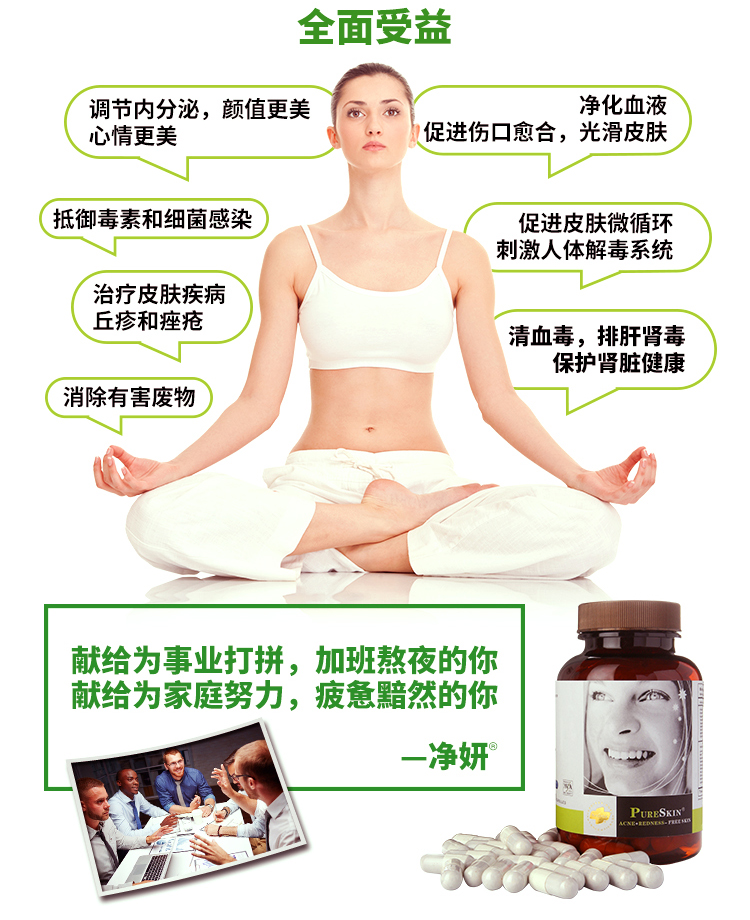 全面受益
调节内分泌，颜值更美
心情更美
净化血液
促进伤口愈合，光滑皮肤
抵御毒素和细菌感染
促进皮肤微循环
刺激人体解毒系统
治疗皮肤疾病
丘疹和痤疮
清血毒，排肝肾毒
保护肾脏健康
消除有害废物
献给为事业打拼，加班熬夜的你
献给为家庭努力，疲惫黯然的你
—净妍®
PURESKIN®
ACNE•REDNESS•FREE SKIN